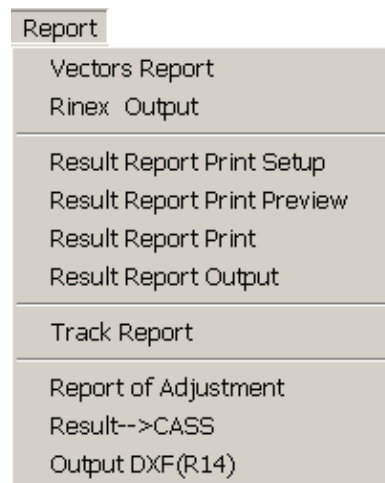 Report
Vectors Report
Rinex Output
Result Report Print Setup
Result Report Print Preview
Result Report Print
Result Report Output
Track Report
Report of Adjustment
Result-->CASS
Output DXF(R14)